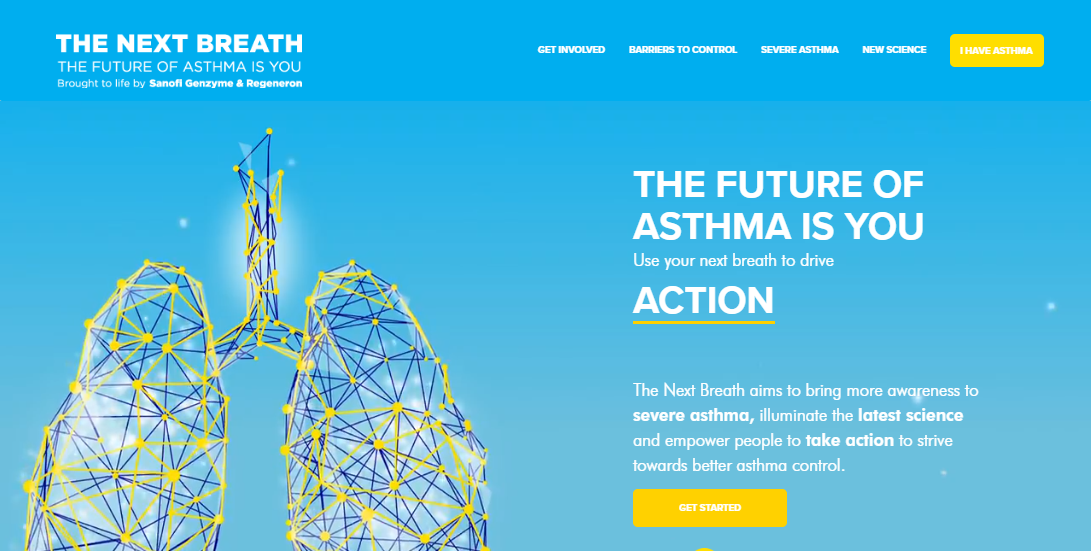 THE NEXT BREATH
THE FUTURE OF ASTHMA IS YOU
Brought to life by Sanofi Genzyme & Regeneron
GET INVOLVED
BARRIERS TO CONTROL
SEVERE ASTHMA
NEW SCIENCE
I HAVE ASTHMA
THE FUTURE OF
ASTHMA IS YOU
Use your next breath to drive
ACTION
The Next Breath aims to bring more awareness to
severe asthma, illuminate the latest science
and empower people to take action to strive
towards better asthma control.
GET STARTED